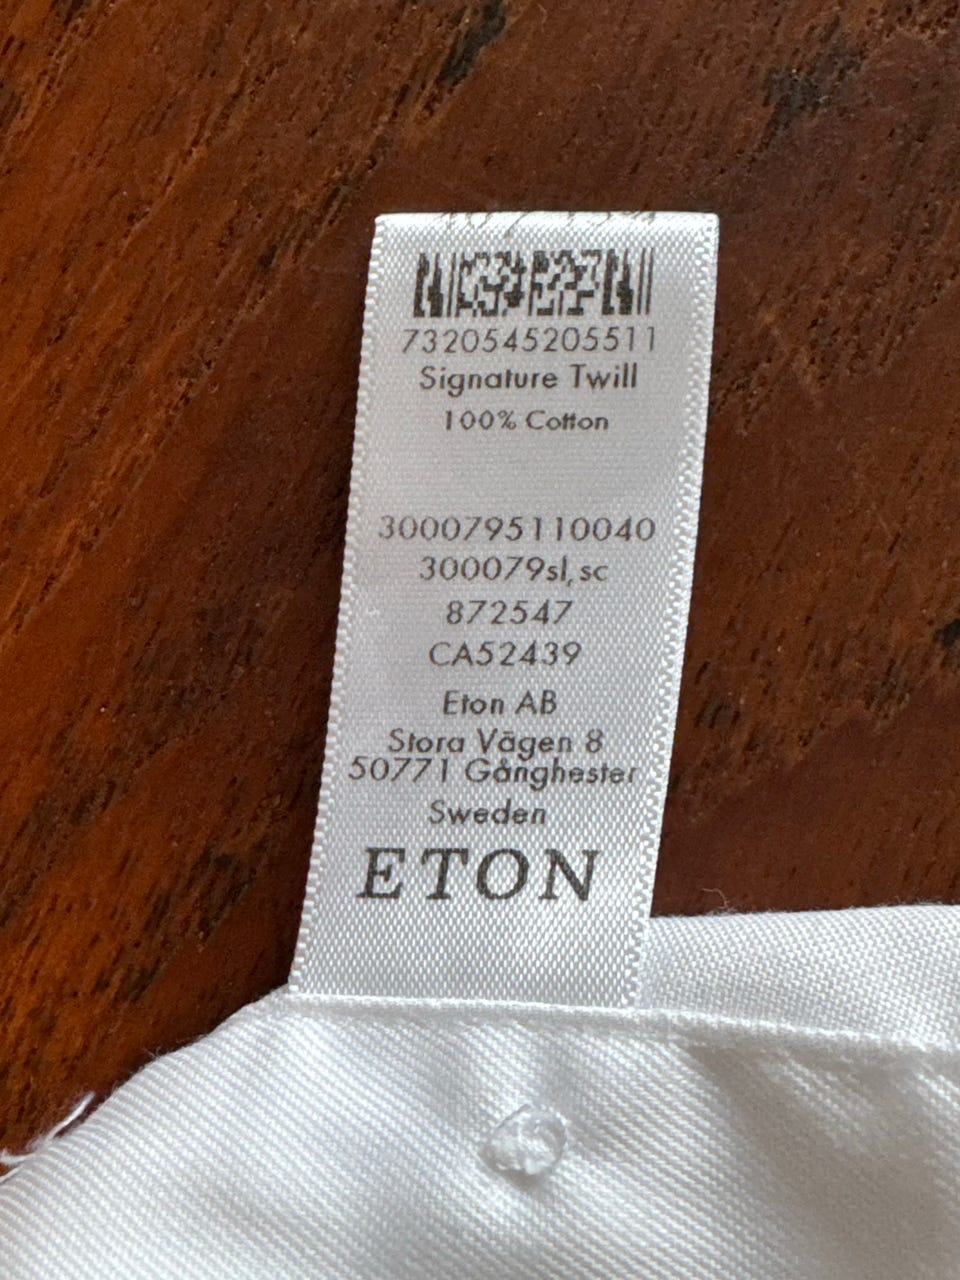 7320545205511
Signature Twill
100% Cotton
3000795110040
300079sl,sc
872547
CA52439
Eton AB
Stora Vägen 8
50771 Gånghester
Sweden
ETON